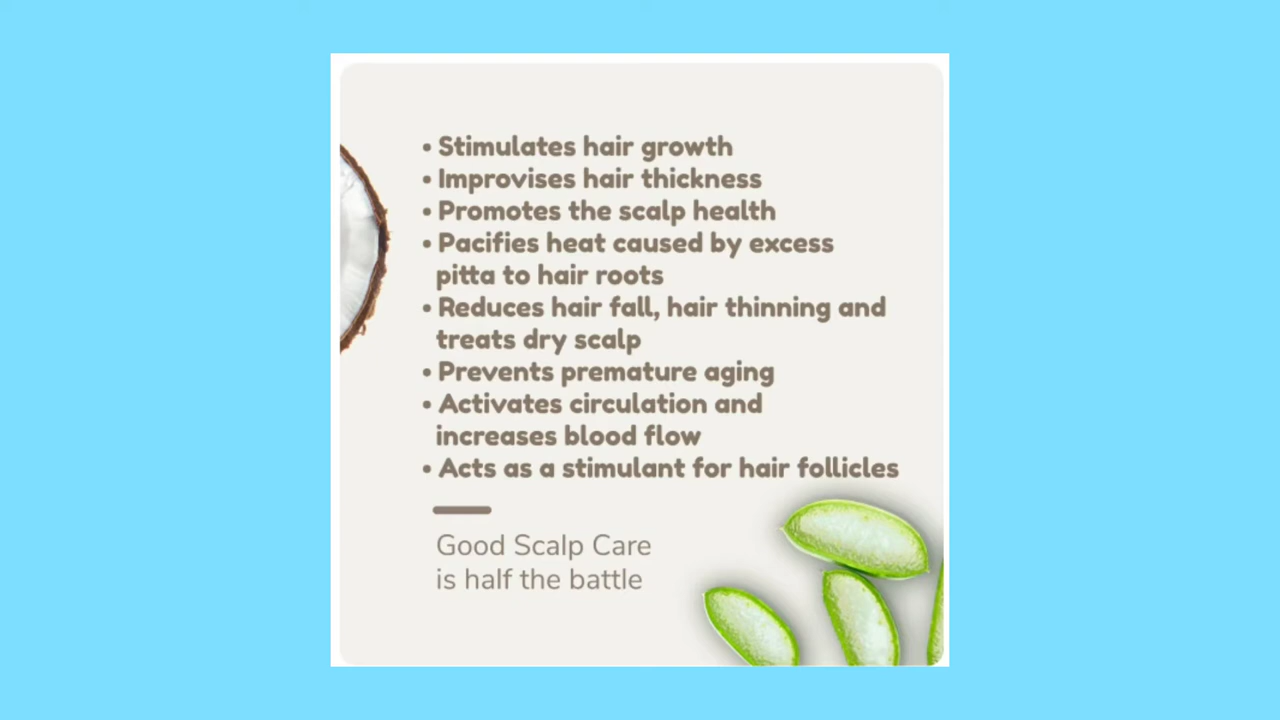 • Stimulates hair growth
• Improvises hair thickness
• Promotes the scalp health
• Pacifies heat caused by excess
pitta to hair roots
• Reduces hair fall, hair thinning and
treats dry scalp
• Prevents premature aging
• Activates circulation and
increases blood flow
• Acts as a stimulant for hair follicles
Good Scalp Care
is half the battle